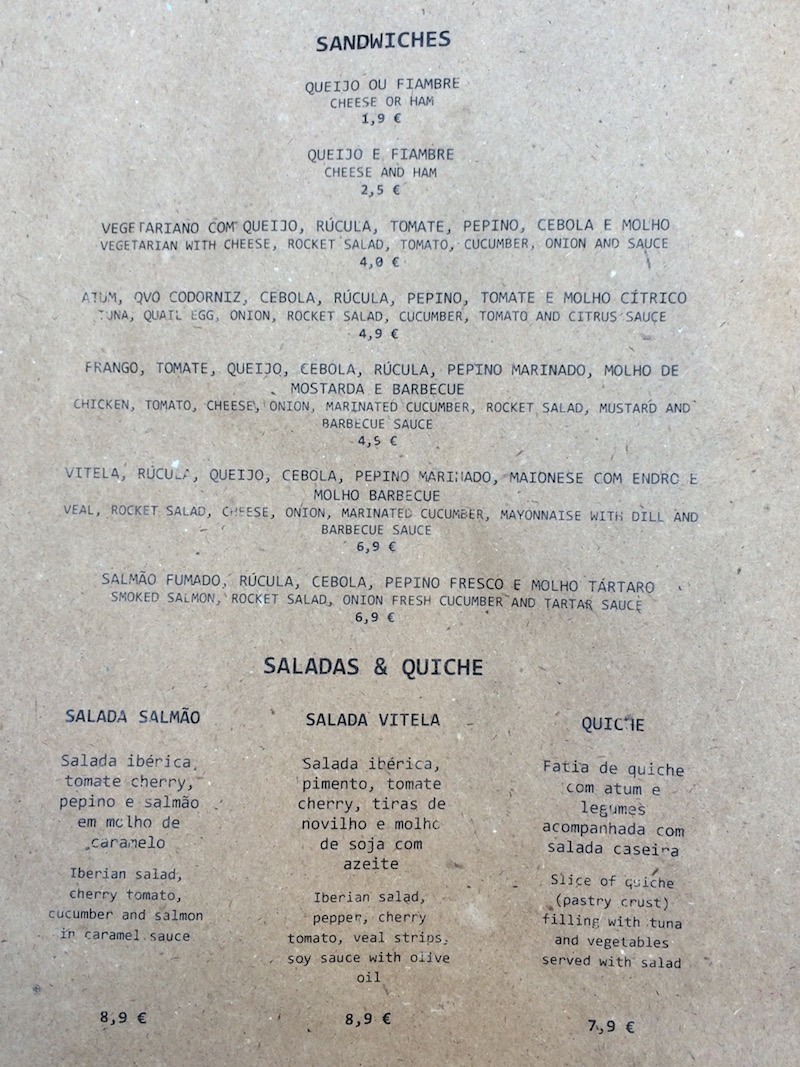 SANDWICHES
QUEIJO OU FIAMBRE
CHEESE OR HAM
1,9 €
QUEIJO E FIAMBRE
CHEESE AND HAM
2,5 €
VEGETARIANO COM QUEIJO, RÚCULA, TOMATE, PEPINO, CEBOLA E MOLHO
VEGETARIAN WITH CHEESE, ROCKET SALAD, TOMATO, CUCUMBER, ONION AND SAUCE
4,0 €
ATUM, OVO CODORNIZ, CEBOLA, RÚCULA, PEPINO, TOMATE E MOLHO CÍTRICO
TUNA, QUAIL EGG, ONION, ROCKET SALAD, CUCUMBER, TOMATO AND CITRUS SAUCE
4,9 €
FRANGO, TOMATE, QUEIJO, CEBOLA, RÚCULA, PEPINO MARINADO, MOLHO DE
MOSTARDA E BARBECUE
CHICKEN, TOMATO, CHEESE, ONION, MARINATED CUCUMBER, ROCKET SALAD, MUSTARD AND
BARBECUE SAUCE
4,5 €
VITELA, RÚCULA, QUEIJO, CEBOLA, PEPINO MARINADO, MAIONESE COM ENDRO E
MOLHO BARBECUE
VEAL, ROCKET SALAD, CHEESE, ONION, MARINATED CUCUMBER, MAYONNAISE WITH DILL AND
BARBECUE SAUCE
6,9 €
SALMÃO FUMADO, RÚCULA, CEBOLA, PEPINO FRESCO E MOLHO TÁRTARO
SMOKED SALMON, ROCKET SALAD, ONION FRESH CUCUMBER AND TARTAR SAUCE
6,9 €
SALADAS & QUICHE
SALADA SALMÃO
Salada ibérica,
tomate cherry,
pepino e salmão
em molho de
caramelo
Iberian salad,
cherry tomato,
cucumber and salmon
in caramel sauce
8,9 €
SALADA VITELA
Salada ibérica,
pimento, tomate
cherry, tiras de
novilho e molho
de soja com
azeite
Iberian salad,
pepper, cherry
tomato, veal strips,
soy sauce with olive
oil
8,9 €
QUICHE
Fatia de quiche
com atum e
legumes
acompanhada com
salada caseira
Slice of quiche
(pastry crust)
filling with tuna
and vegetables
served with salad
7,9 €